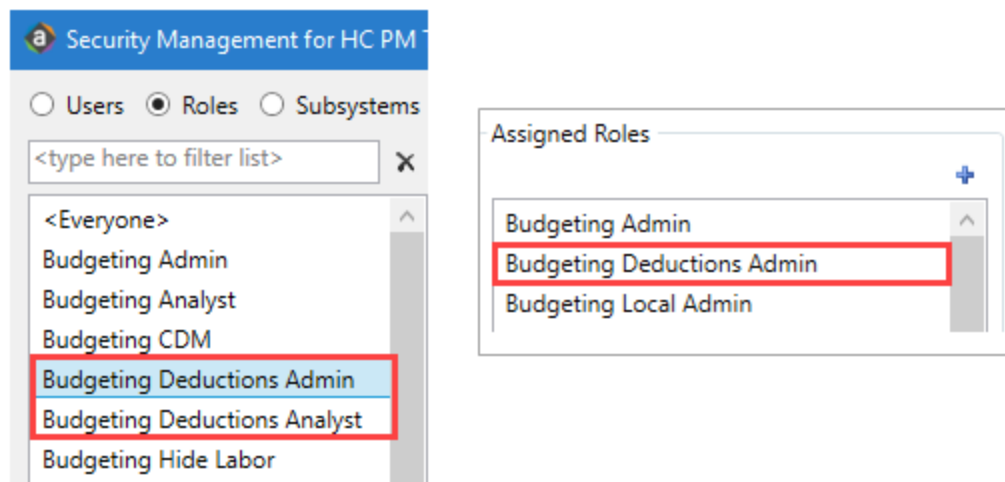 Security Management for HC PM
Users Roles Subsystems
<type here to filter list>
<Everyone>
Budgeting Admin
Budgeting Analyst
Budgeting CDM
Budgeting Deductions Admin
Budgeting Deductions Analyst
Budgeting Hide Labor
Assigned Roles
Budgeting Admin
Budgeting Deductions Admin
Budgeting Local Admin